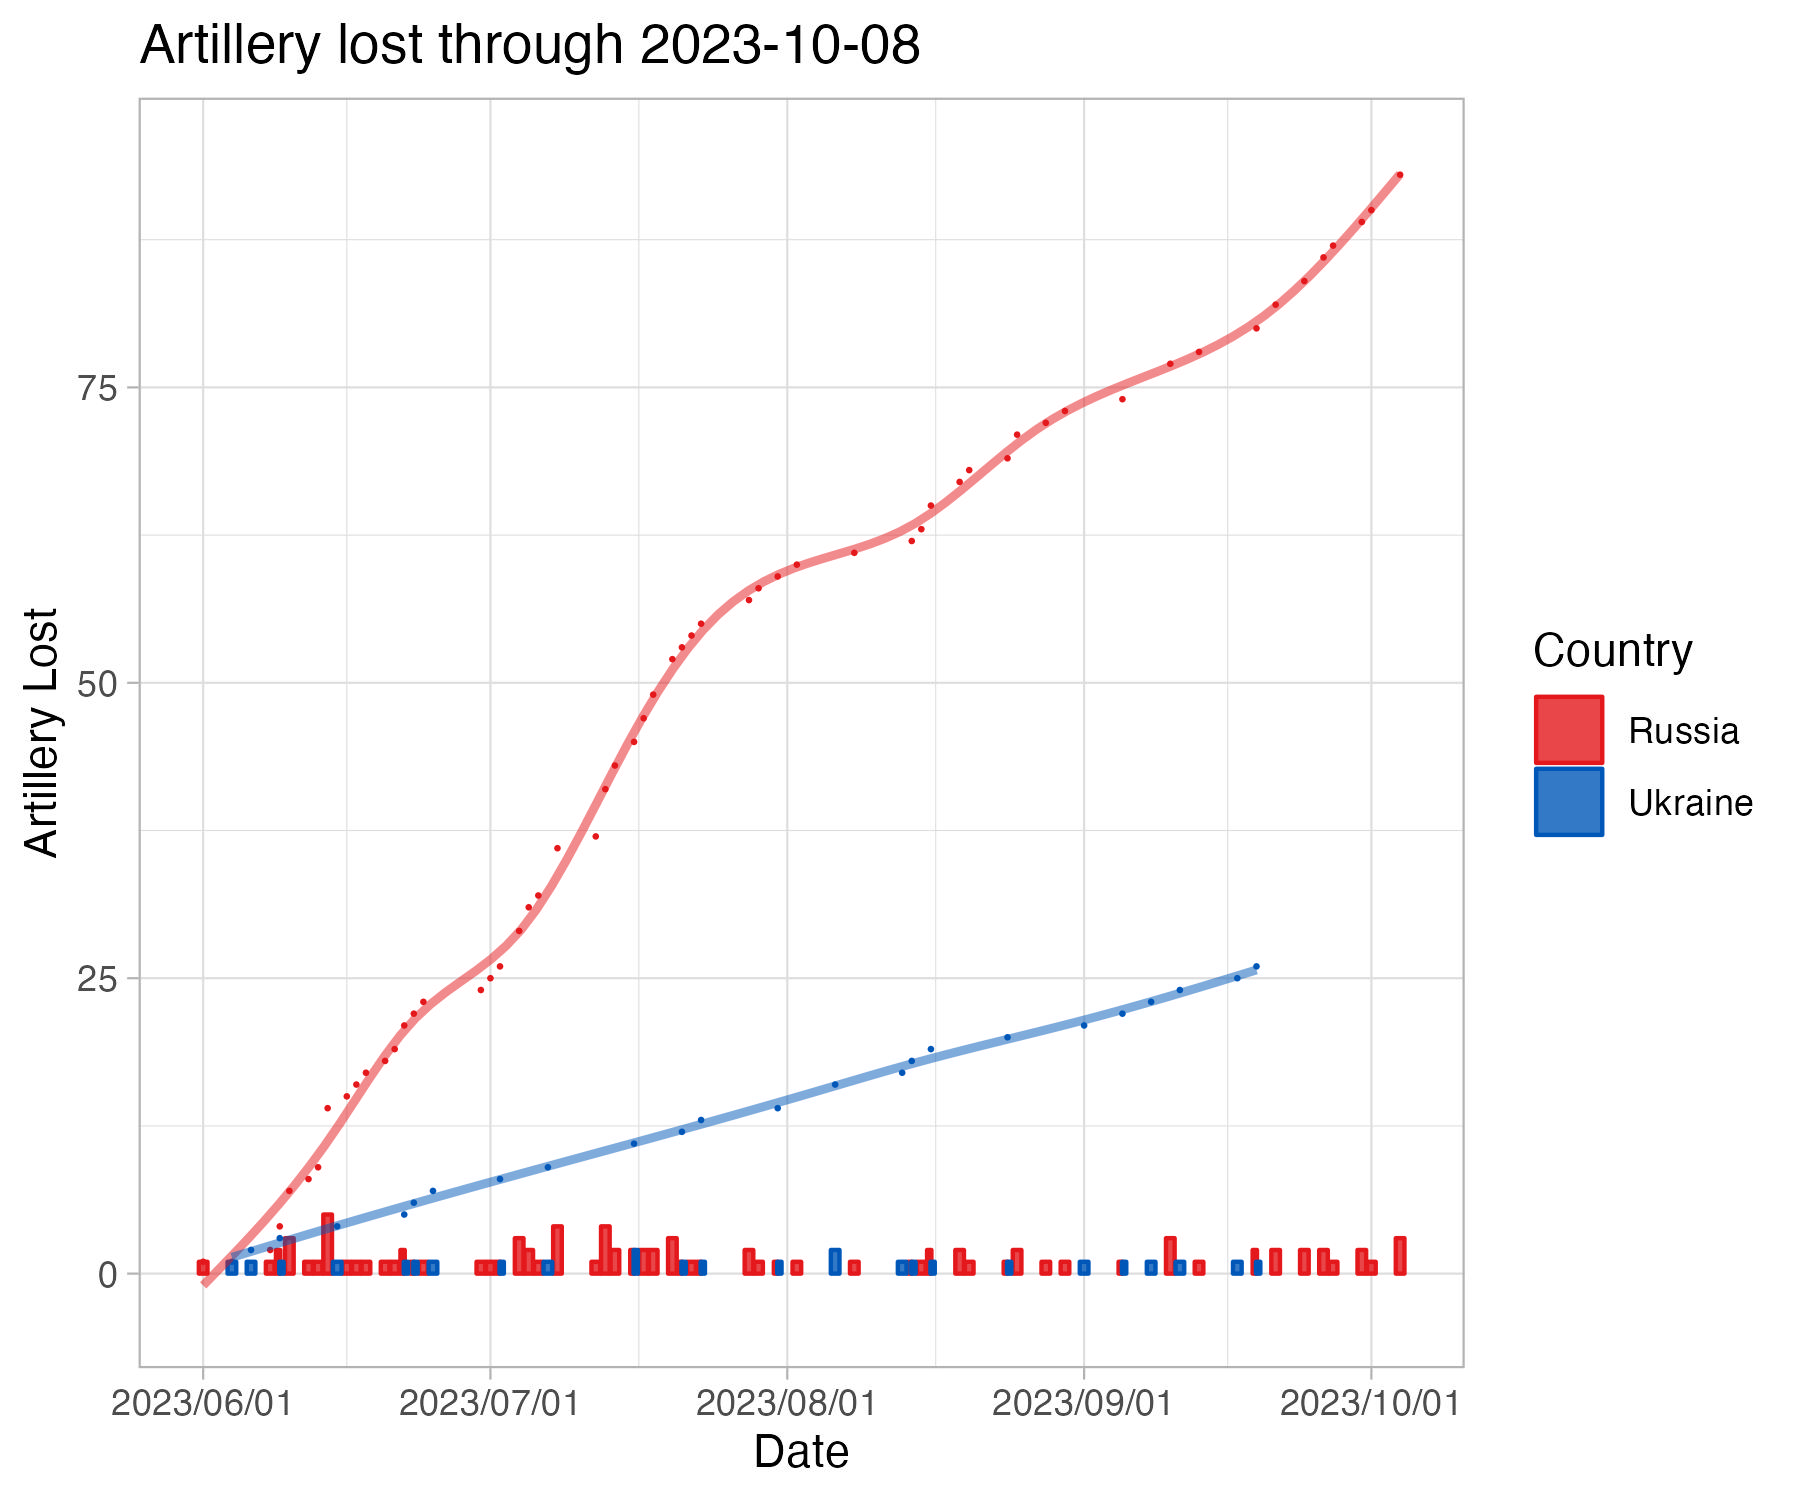 Artillery lost through 2023-10-08
Artillery Lost
75
50
25
0
2023/06/01
2023/07/01
2023/08/01
2023/09/01
2023/10/01
Date
Country
Russia
Ukraine